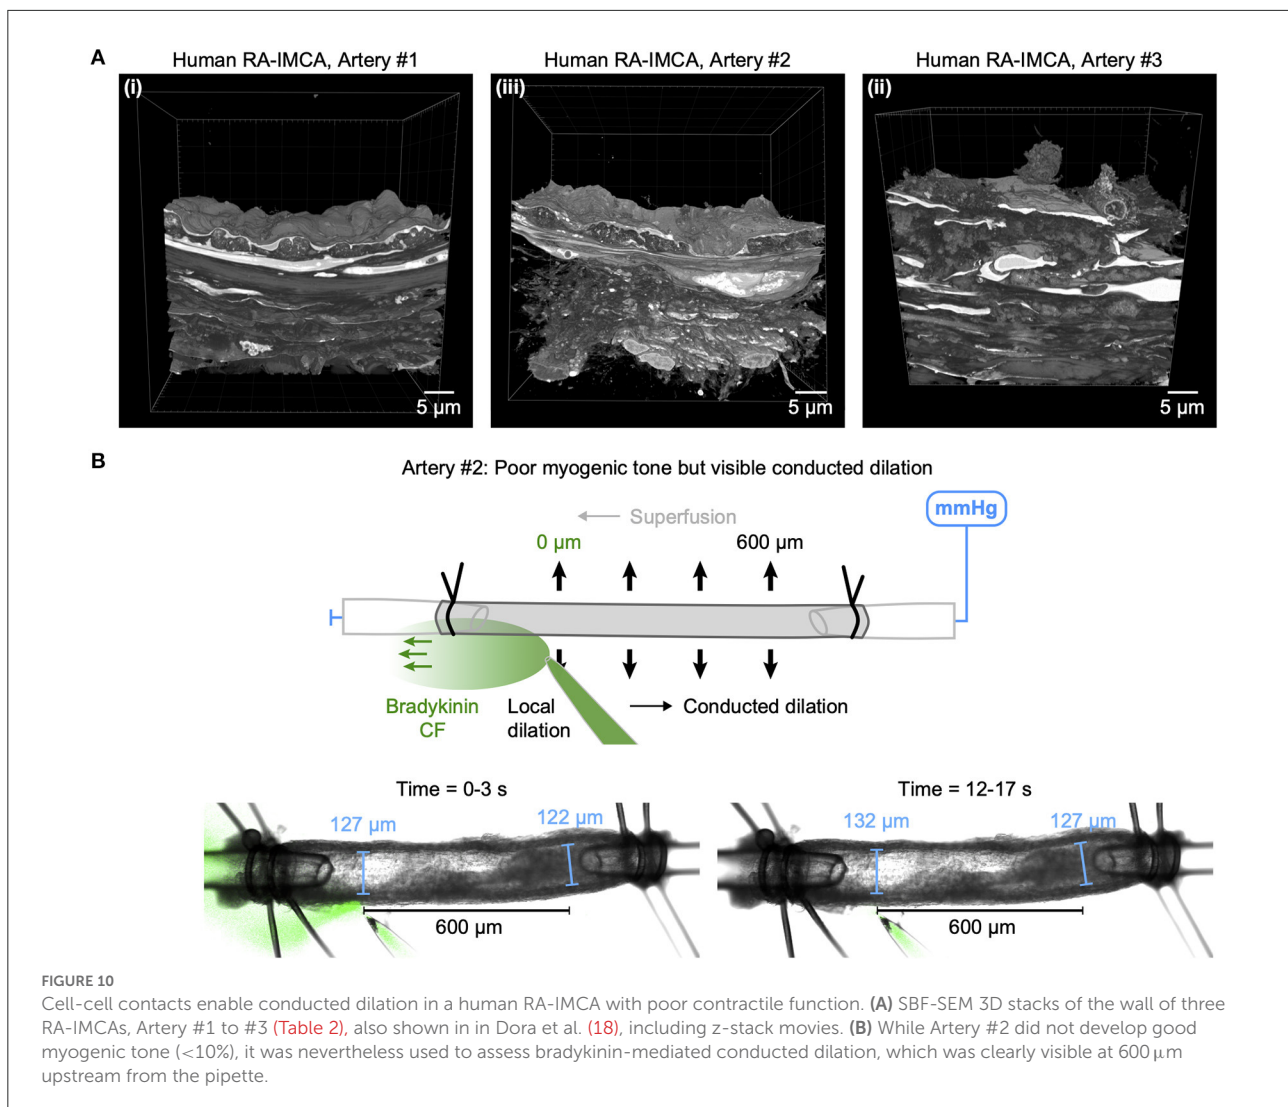 A
Human RA-IMCA, Artery #1
Human RA-IMCA, Artery #2
Human RA-IMCA, Artery #3
(i)
(iii)
(ii)
5 µm
5 µm
5 µm
B
Artery #2: Poor myogenic tone but visible conducted dilation
mmHg
Superfusion
0 µm
600 µm
Bradykinin
CF
Local
dilation
Conducted dilation
Time = 0-3 s
Time = 12-17 s
127 µm
122 µm
132 µm
127 µm
600 µm
600 µm
FIGURE 10
Cell-cell contacts enable conducted dilation in a human RA-IMCA with poor contractile function. (A) SBF-SEM 3D stacks of the wall of three
RA-IMCAs, Artery #1 to #3 (Table 2), also shown in in Dora et al. (18), including z-stack movies. (B) While Artery #2 did not develop good
myogenic tone (<10%), it was nevertheless used to assess bradykinin-mediated conducted dilation, which was clearly visible at 600 µm
upstream from the pipette.